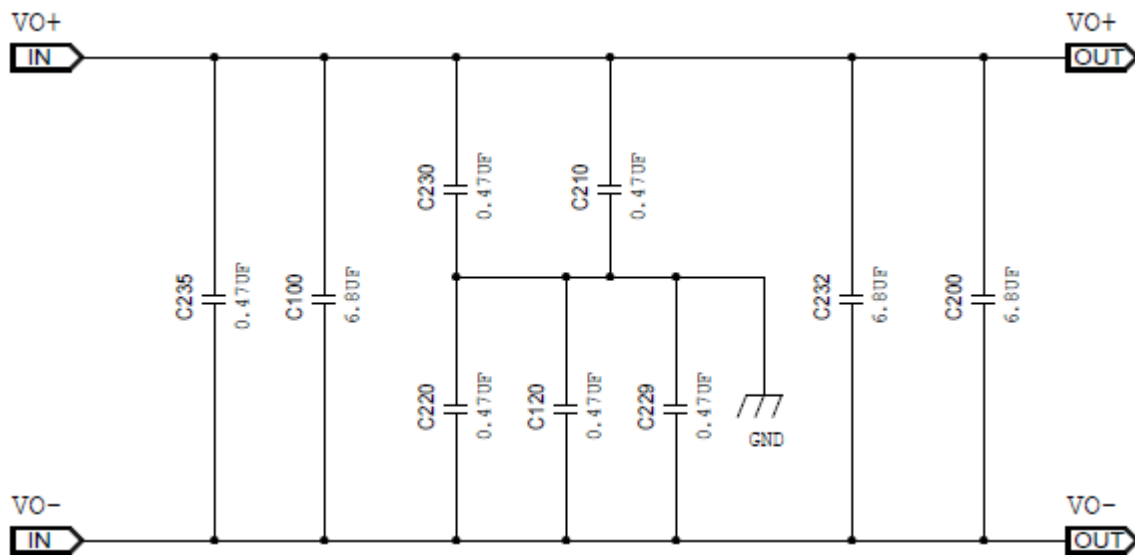 VO+
VO+
IN
OUT
C230
0.47UF
C210
0.47UF
C235
0.47UF
C100
6.8UF
C232
6.8UF
C200
6.8UF
C220
0.47UF
C120
0.47UF
C229
0.47UF
GND
VO-
VO-
IN
OUT